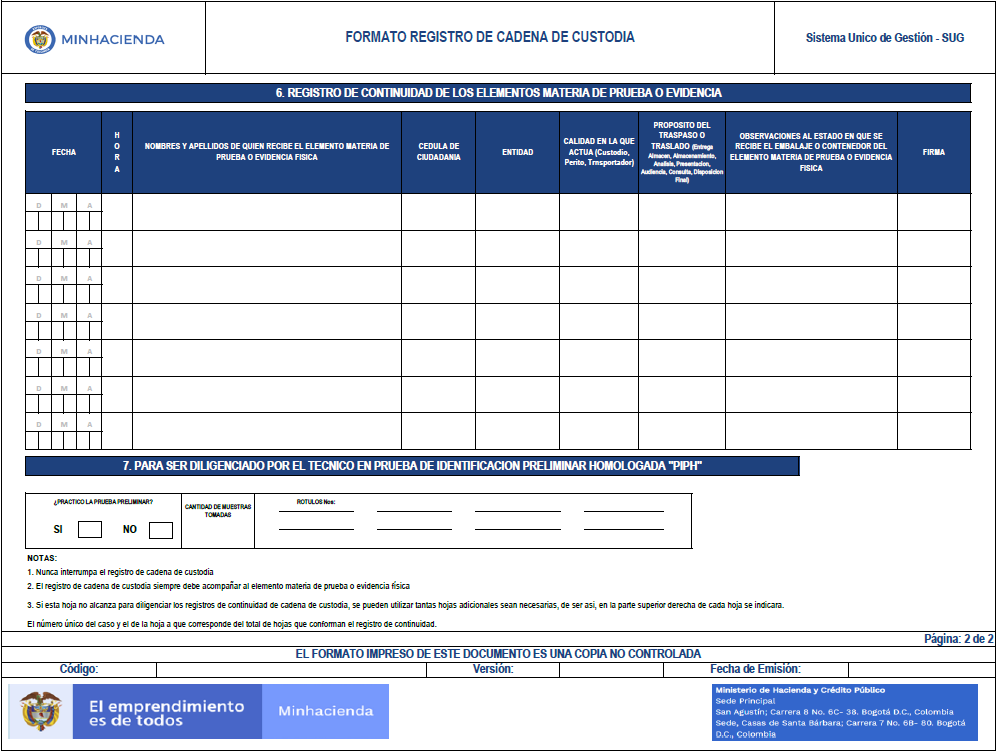 MINHACIENDA
FORMATO REGISTRO DE CADENA DE CUSTODIA
Sistema Unico de Gestión - SUG
6. REGISTRO DE CONTINUIDAD DE LOS ELEMENTOS MATERIA DE PRUEBA O EVIDENCIA
FECHA
H
O
R
A
NOMBRES Y APELLIDOS DE QUIEN RECIBE EL ELEMENTO MATERIA DE
PRUEBA O EVIDENCIA FISICA
CEDULA DE
CIUDADANIA
ENTIDAD
CALIDAD EN LA QUE
ACTUA (Custodio,
Perito, Trnsportador)
PROPOSITO DEL
TRASPASO O
TRASLADO (Entrega
Almacen, Almacenamiento,
Analisis, Presentacion,
Audiencia, Consulta, Disposicion
Final)
OBSERVACIONES AL ESTADO EN QUE SE
RECIBE EL EMBALAJE O CONTENEDOR DEL
ELEMENTO MATERIA DE PRUEBA O EVIDENCIA
FISICA
FIRMA
D M A
D M A
D M A
D M A
D M A
D M A
D M A
7. PARA SER DILIGENCIADO POR EL TECNICO EN PRUEBA DE IDENTIFICACION PRELIMINAR HOMOLOGADA "PIPH"
¿PRACTICO LA PRUEBA PRELIMINAR?
SI
NO
CANTIDAD DE MUESTRAS
TOMADAS
ROTULOS Nos:
NOTAS:
1. Nunca interrumpa el registro de cadena de custodia
2. El registro de cadena de custodia siempre debe acompañar al elemento materia de prueba o evidencia física
3. Si esta hoja no alcanza para diligenciar los registros de continuidad de cadena de custodia, se pueden utilizar tantas hojas adicionales sean necesarias, de ser asi, en la parte superior derecha de cada hoja se indicara.
El número único del caso y el de la hoja a que corresponde del total de hojas que conforman el registro de continuidad.
Página: 2 de 2
EL FORMATO IMPRESO DE ESTE DOCUMENTO ES UNA COPIA NO CONTROLADA
Código:
Versión:
Fecha de Emisión:
El emprendimiento
es de todos
Minhacienda
Ministerio de Hacienda y Crédito Público
Sede Principal
San Agustín; Carrera 8 No. 6C- 38. Bogotá D.C., Colombia
Sede, Casas de Santa Bárbara; Carrera 7 No. 6B- 80. Bogotá
D.C., Colombia